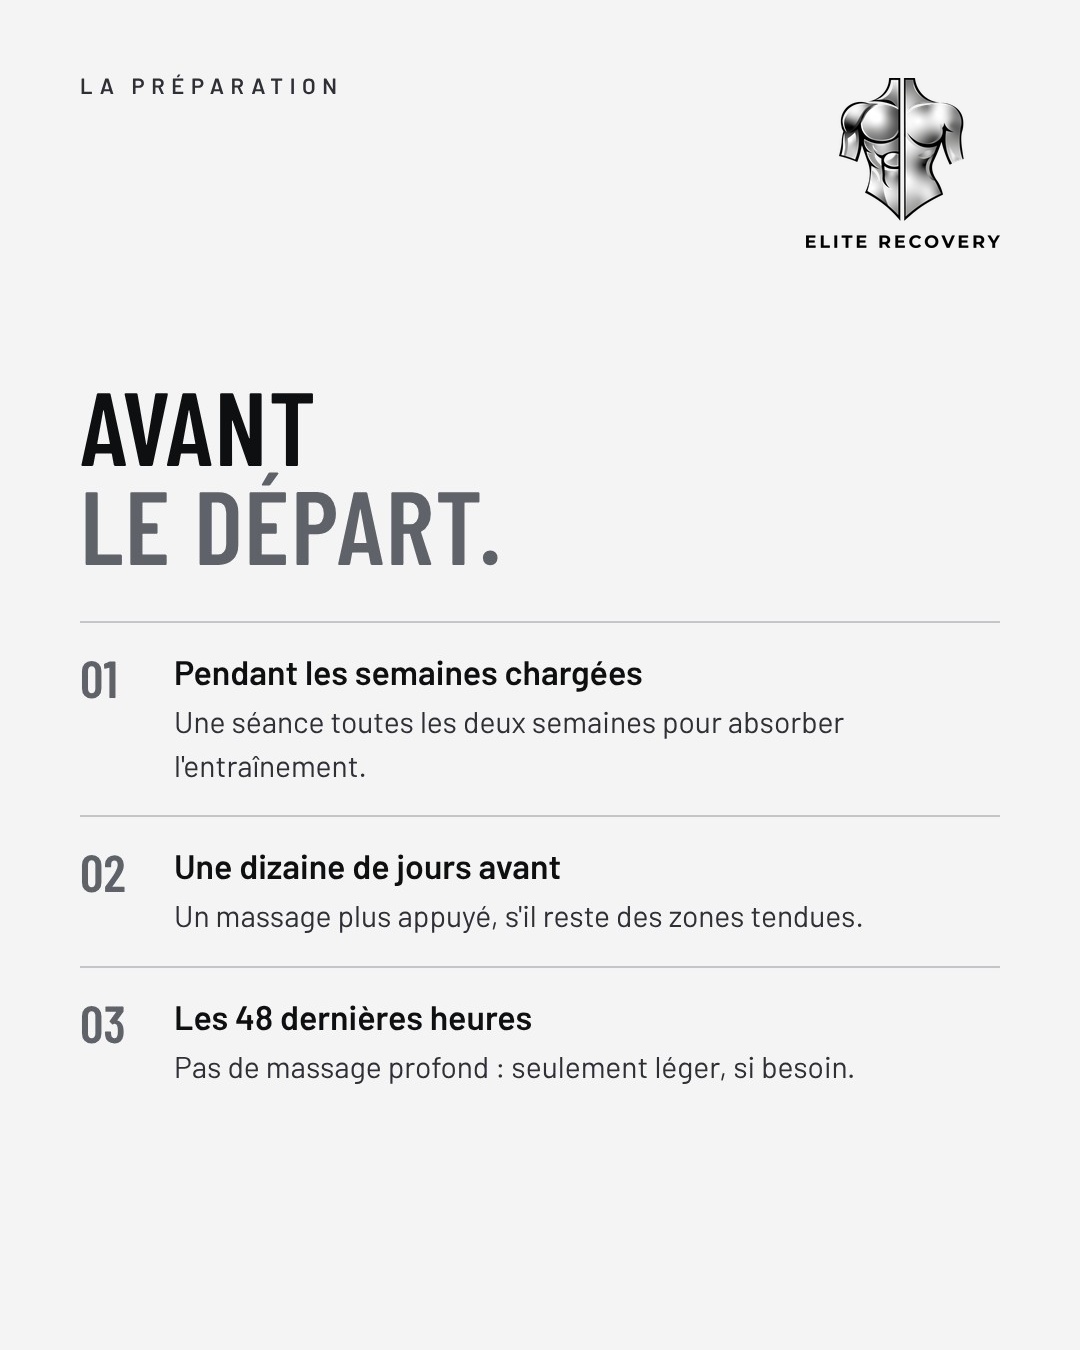 LA PRÉPARATION
ELITE RECOVERY
AVANT
LE DÉPART.
01
Pendant les semaines chargées
Une séance toutes les deux semaines pour absorber
l'entraînement.
02
Une dizaine de jours avant
Un massage plus appuyé, s'il reste des zones tendues.
03
Les 48 dernières heures
Pas de massage profond : seulement léger, si besoin.